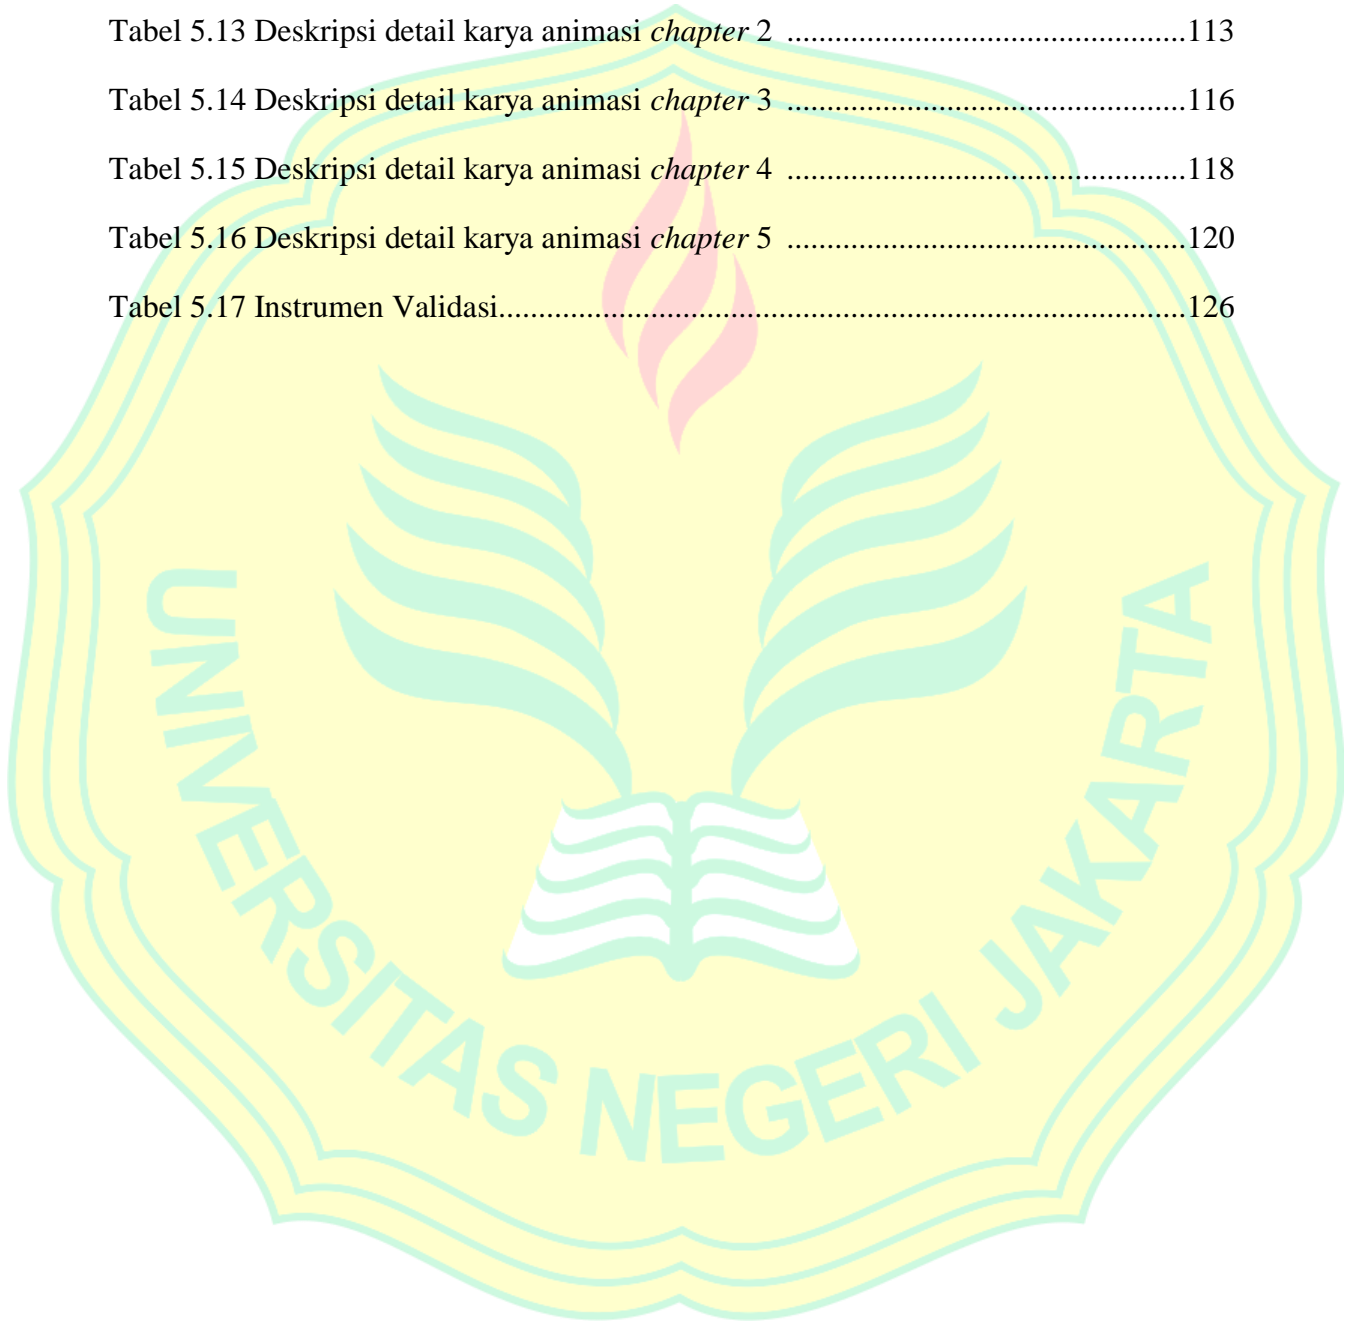 Tabel 5.13 Deskripsi detail karya animasi chapter 2 ..........................................113
Tabel 5.14 Deskripsi detail karya animasi chapter 3 ..........................................116
Tabel 5.15 Deskripsi detail karya animasi chapter 4 ..........................................118
Tabel 5.16 Deskripsi detail karya animasi chapter 5 ..........................................120
Tabel 5.17 Instrumen Validasi.........................................................................126
UNIVERSITAS NEGERI JAKARTA